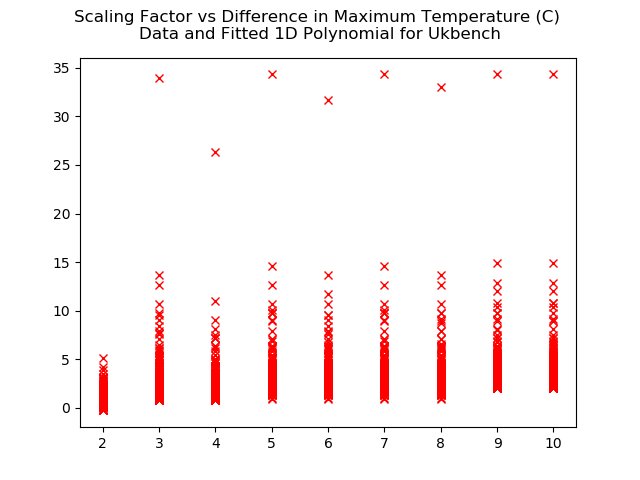 Scaling Factor vs Difference in Maximum Temperature (C)
Data and Fitted 1D Polynomial for Ukbench
35
30
25
20
15
10
5
0
2 3 4 5 6 7 8 9 10